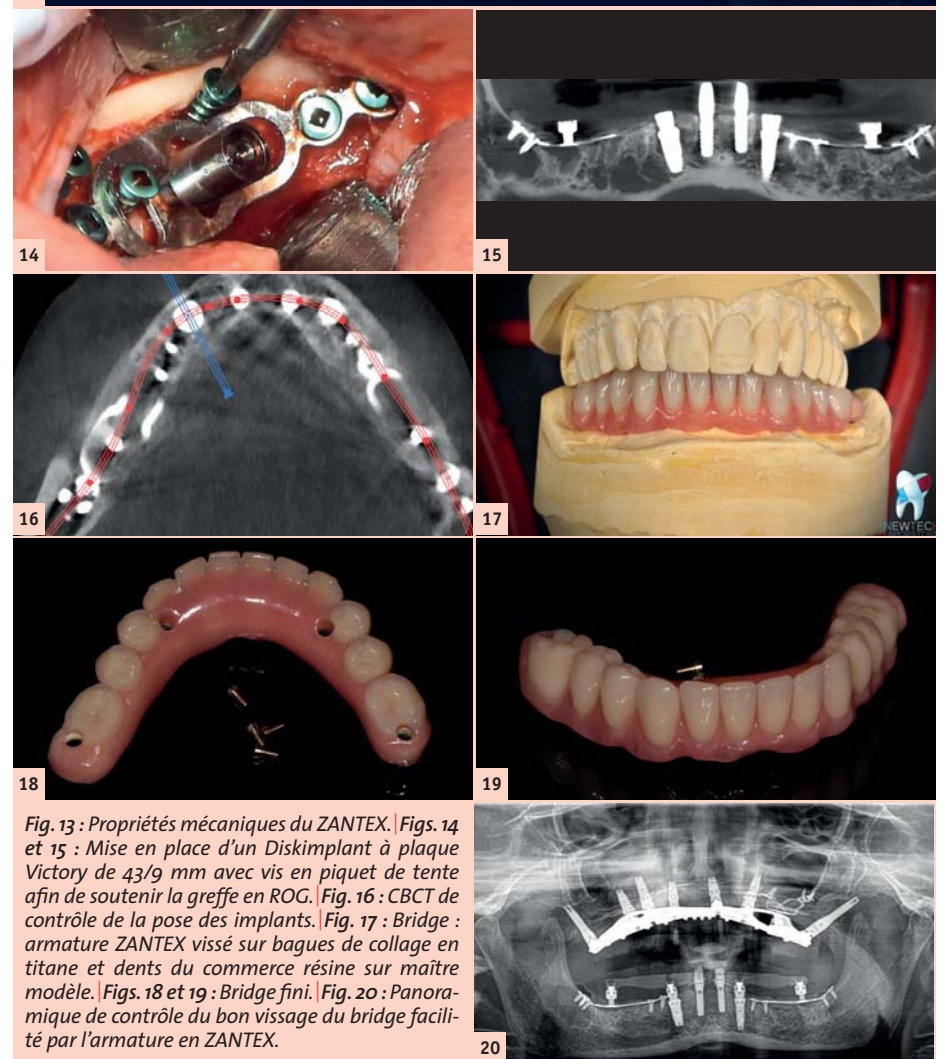 14
15
16
17
NEWTECH
18
19
Fig. 13 : Propriétés mécaniques du ZANTEX. | Figs. 14
et 15 : Mise en place d’un Diskimplant à plaque
Victory de 43/9 mm avec vis en piquet de tente
afin de soutenir la greffe en ROG. | Fig. 16 : CBCT de
contrôle de la pose des implants. | Fig. 17 : Bridge :
armature ZANTEX vissé sur bagues de collage en
titane et dents du commerce résine sur maître
modèle. | Figs. 18 et 19 : Bridge fini. | Fig. 20 : Panora-
mique de contrôle du bon vissage du bridge facili-
té par l’armature en ZANTEX.
20